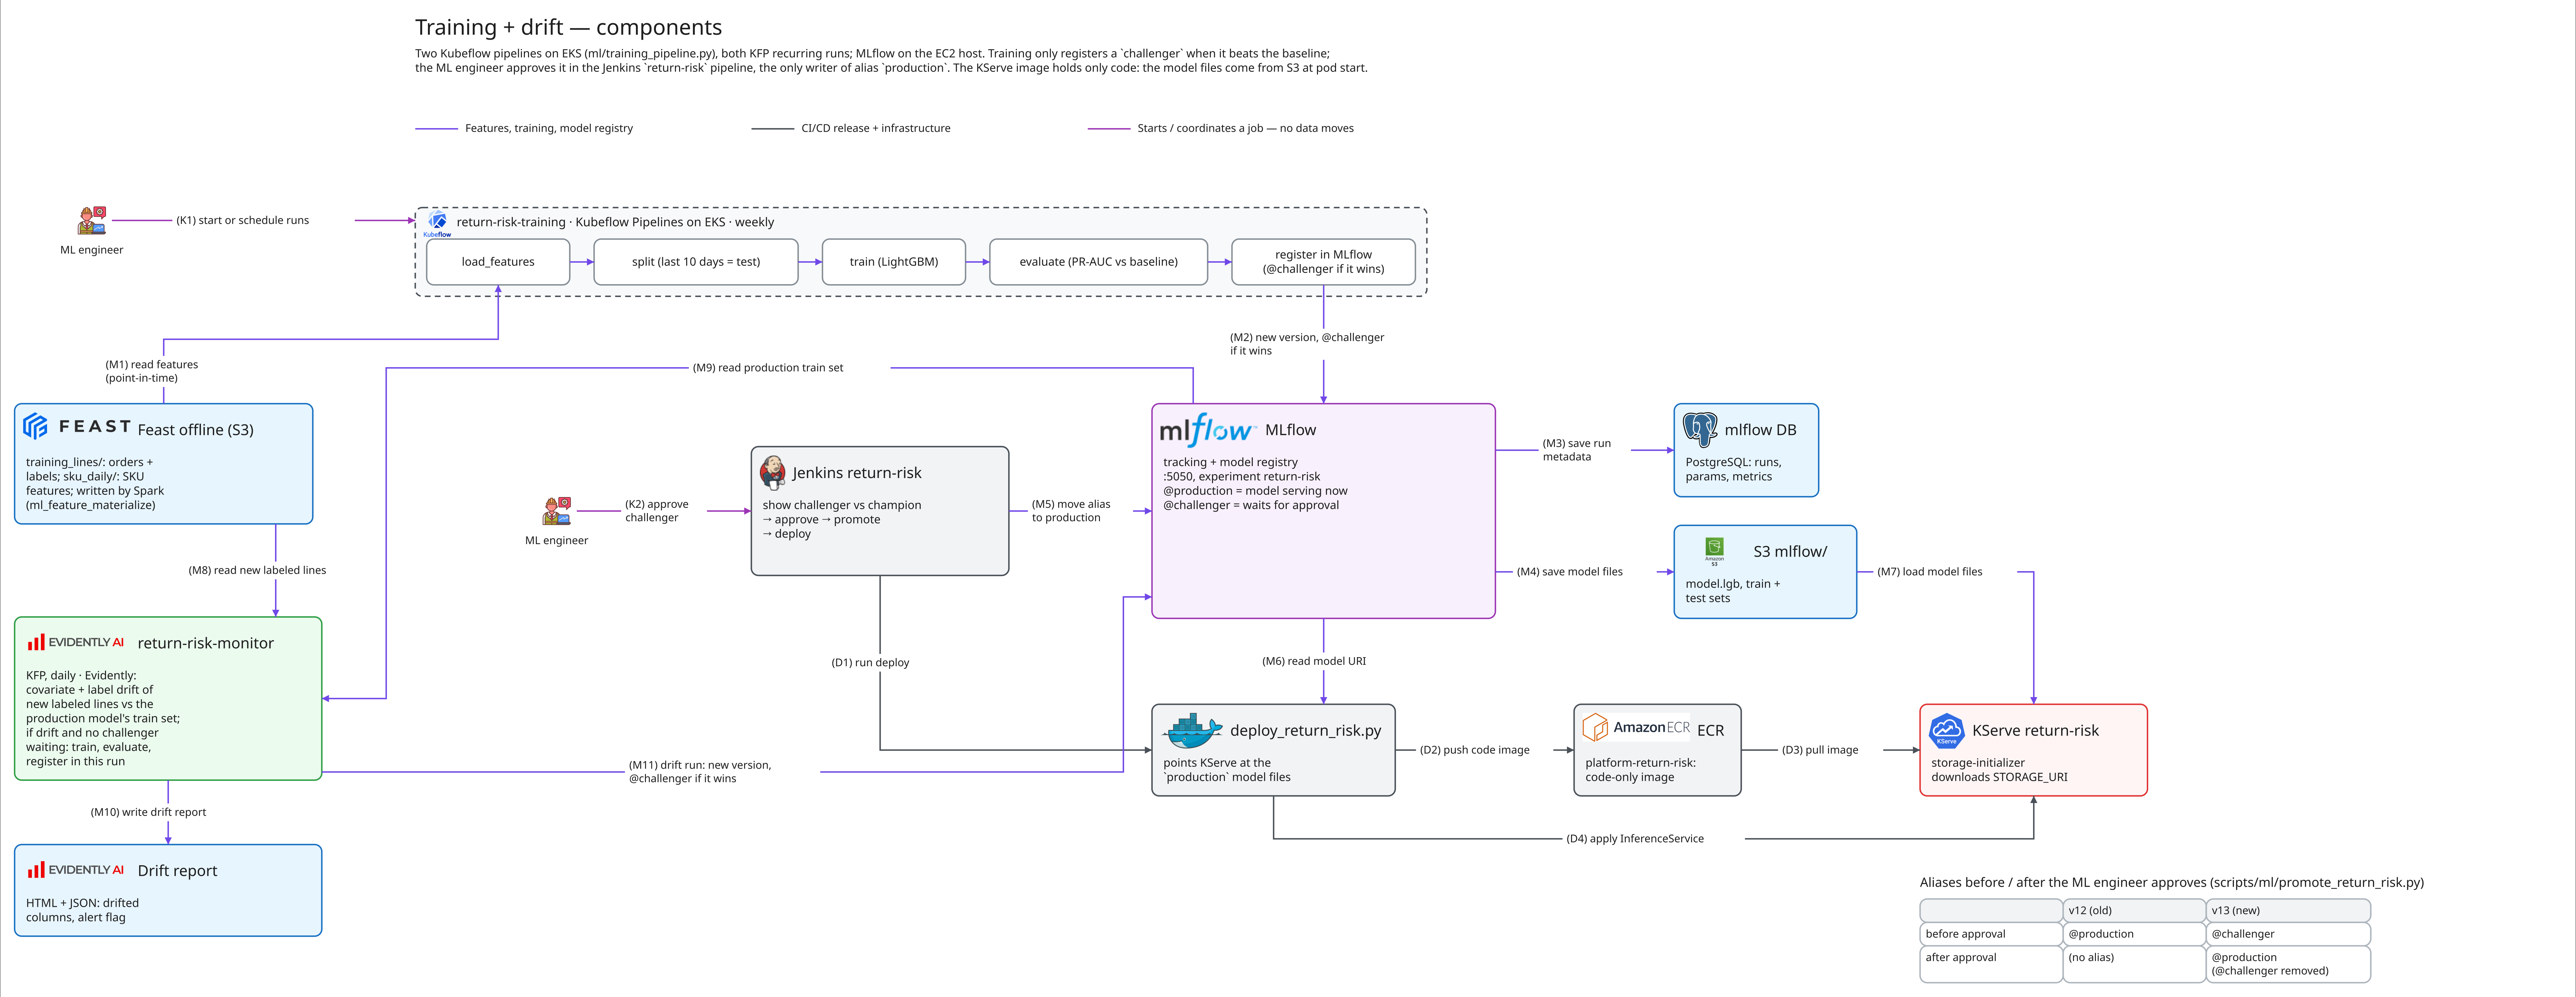 Training + drift — components
Two Kubeflow pipelines on EKS (ml/training_pipeline.py), both KFP recurring runs; MLflow on the EC2 host. Training only registers a `challenger` when it beats the baseline;
the ML engineer approves it in the Jenkins `return-risk` pipeline, the only writer of alias `production`. The KServe image holds only code: the model files come from S3 at pod start.
Features, training, model registry
CI/CD release + infrastructure
Starts / coordinates a job — no data moves
ML engineer
(K1) start or schedule runs
Kubeflow
return-risk-training · Kubeflow Pipelines on EKS · weekly
load_features
split (last 10 days = test)
train (LightGBM)
evaluate (PR-AUC vs baseline)
register in MLflow
(@challenger if it wins)
(M1) read features
(point-in-time)
(M2) new version, @challenger
if it wins
(M9) read production train set
FEAST
Feast offline (S3)
training_lines/: orders +
labels; sku_daily/: SKU
features; written by Spark
(ml_feature_materialize)
ML engineer
(K2) approve
challenger
Jenkins return-risk
show challenger vs champion
→ approve → promote
→ deploy
(M5) move alias
to production
mlflow
MLflow
tracking + model registry
:5050, experiment return-risk
@production = model serving now
@challenger = waits for approval
(M3) save run
metadata
mlflow DB
PostgreSQL: runs,
params, metrics
(M4) save model files
Amazon
S3
S3 mlflow/
model.lgb, train +
test sets
(M7) load model files
(M8) read new labeled lines
EVIDENTLY AI
return-risk-monitor
KFP, daily · Evidently:
covariate + label drift of
new labeled lines vs the
production model's train set;
if drift and no challenger
waiting: train, evaluate,
register in this run
(D1) run deploy
(M6) read model URI
(M11) drift run: new version,
@challenger if it wins
deploy_return_risk.py
points KServe at the
`production` model files
(D2) push code image
Amazon ECR
ECR
platform-return-risk:
code-only image
(D3) pull image
KServe
KServe return-risk
storage-initializer
downloads STORAGE_URI
(D4) apply InferenceService
(M10) write drift report
EVIDENTLY AI
Drift report
HTML + JSON: drifted
columns, alert flag
Aliases before / after the ML engineer approves (scripts/ml/promote_return_risk.py)
v12 (old)
v13 (new)
before approval
@production
@challenger
after approval
(no alias)
@production
(@challenger removed)